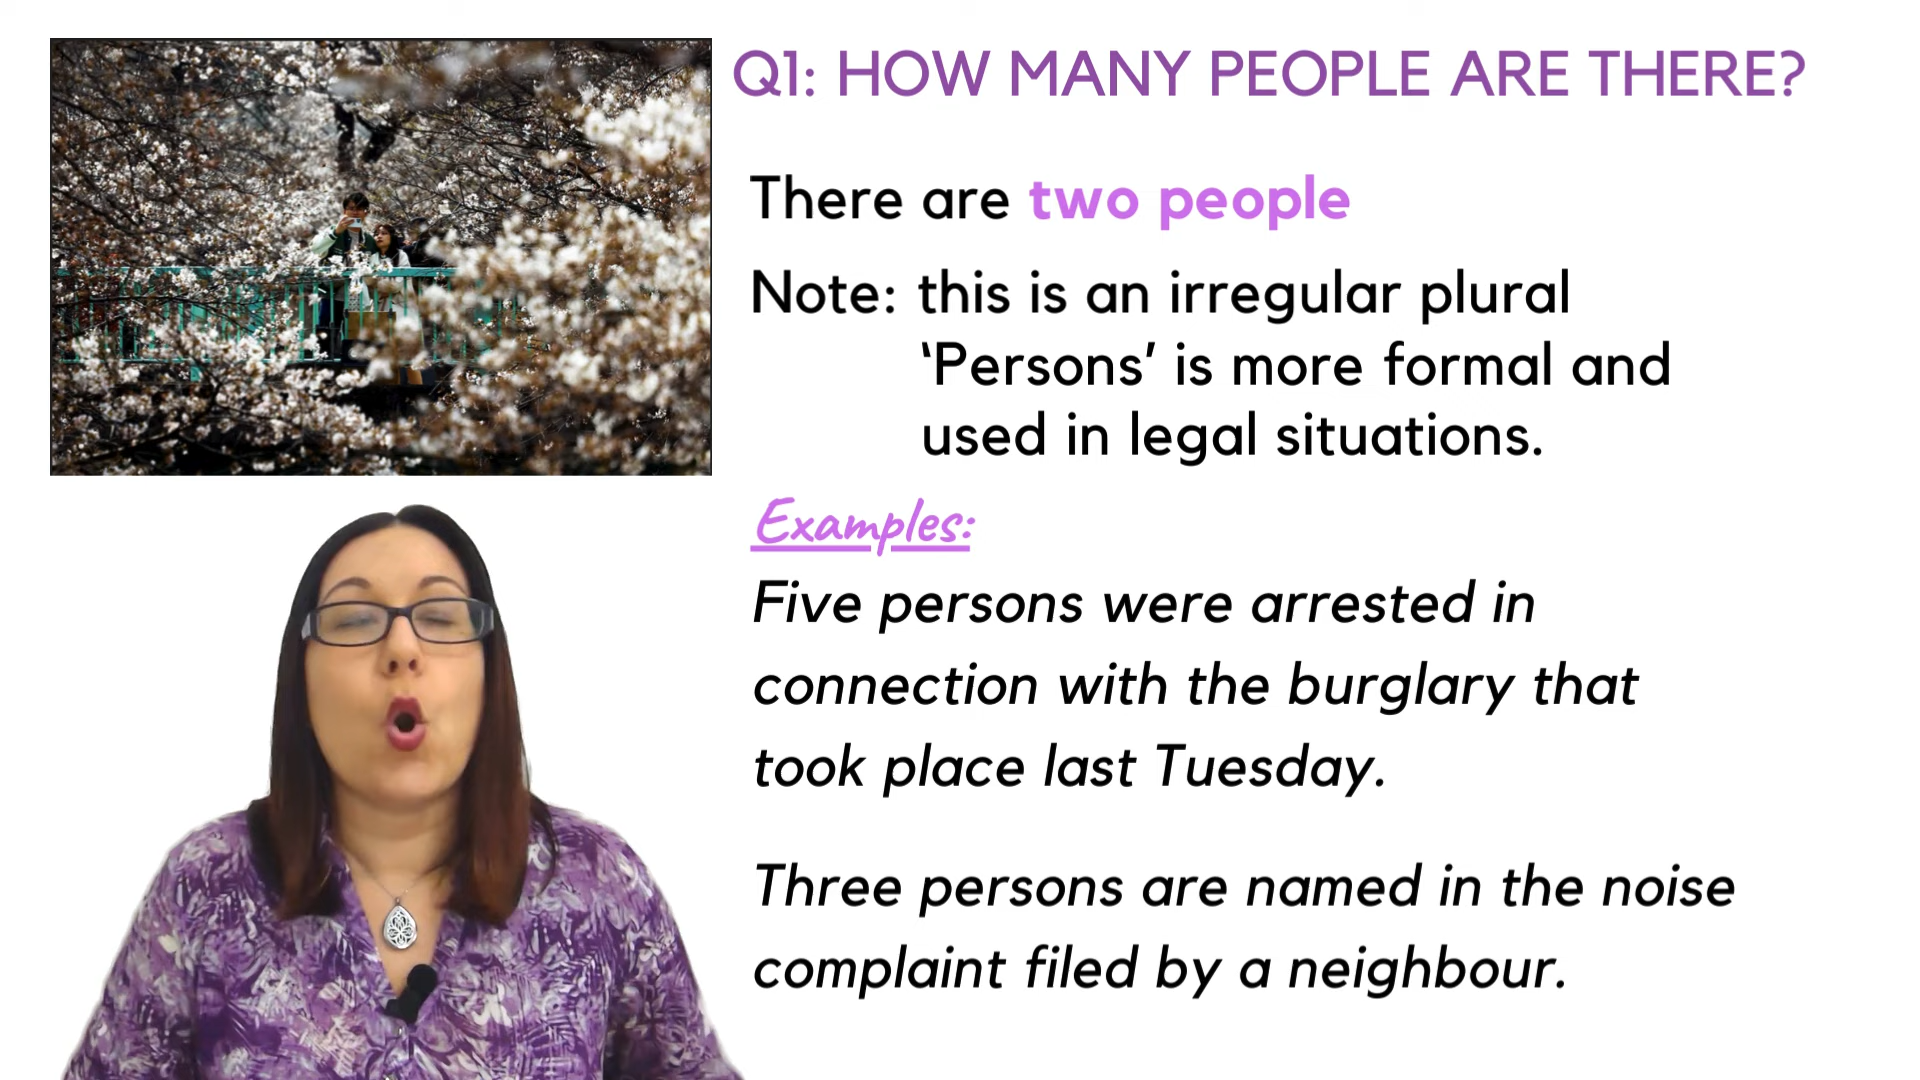 Q1: HOW MANY PEOPLE ARE THERE?
There are two people
Note: this is an irregular plural
‘Persons’ is more formal and
used in legal situations.
Examples:
Five persons were arrested in
connection with the burglary that
took place last Tuesday.
Three persons are named in the noise
complaint filed by a neighbour.